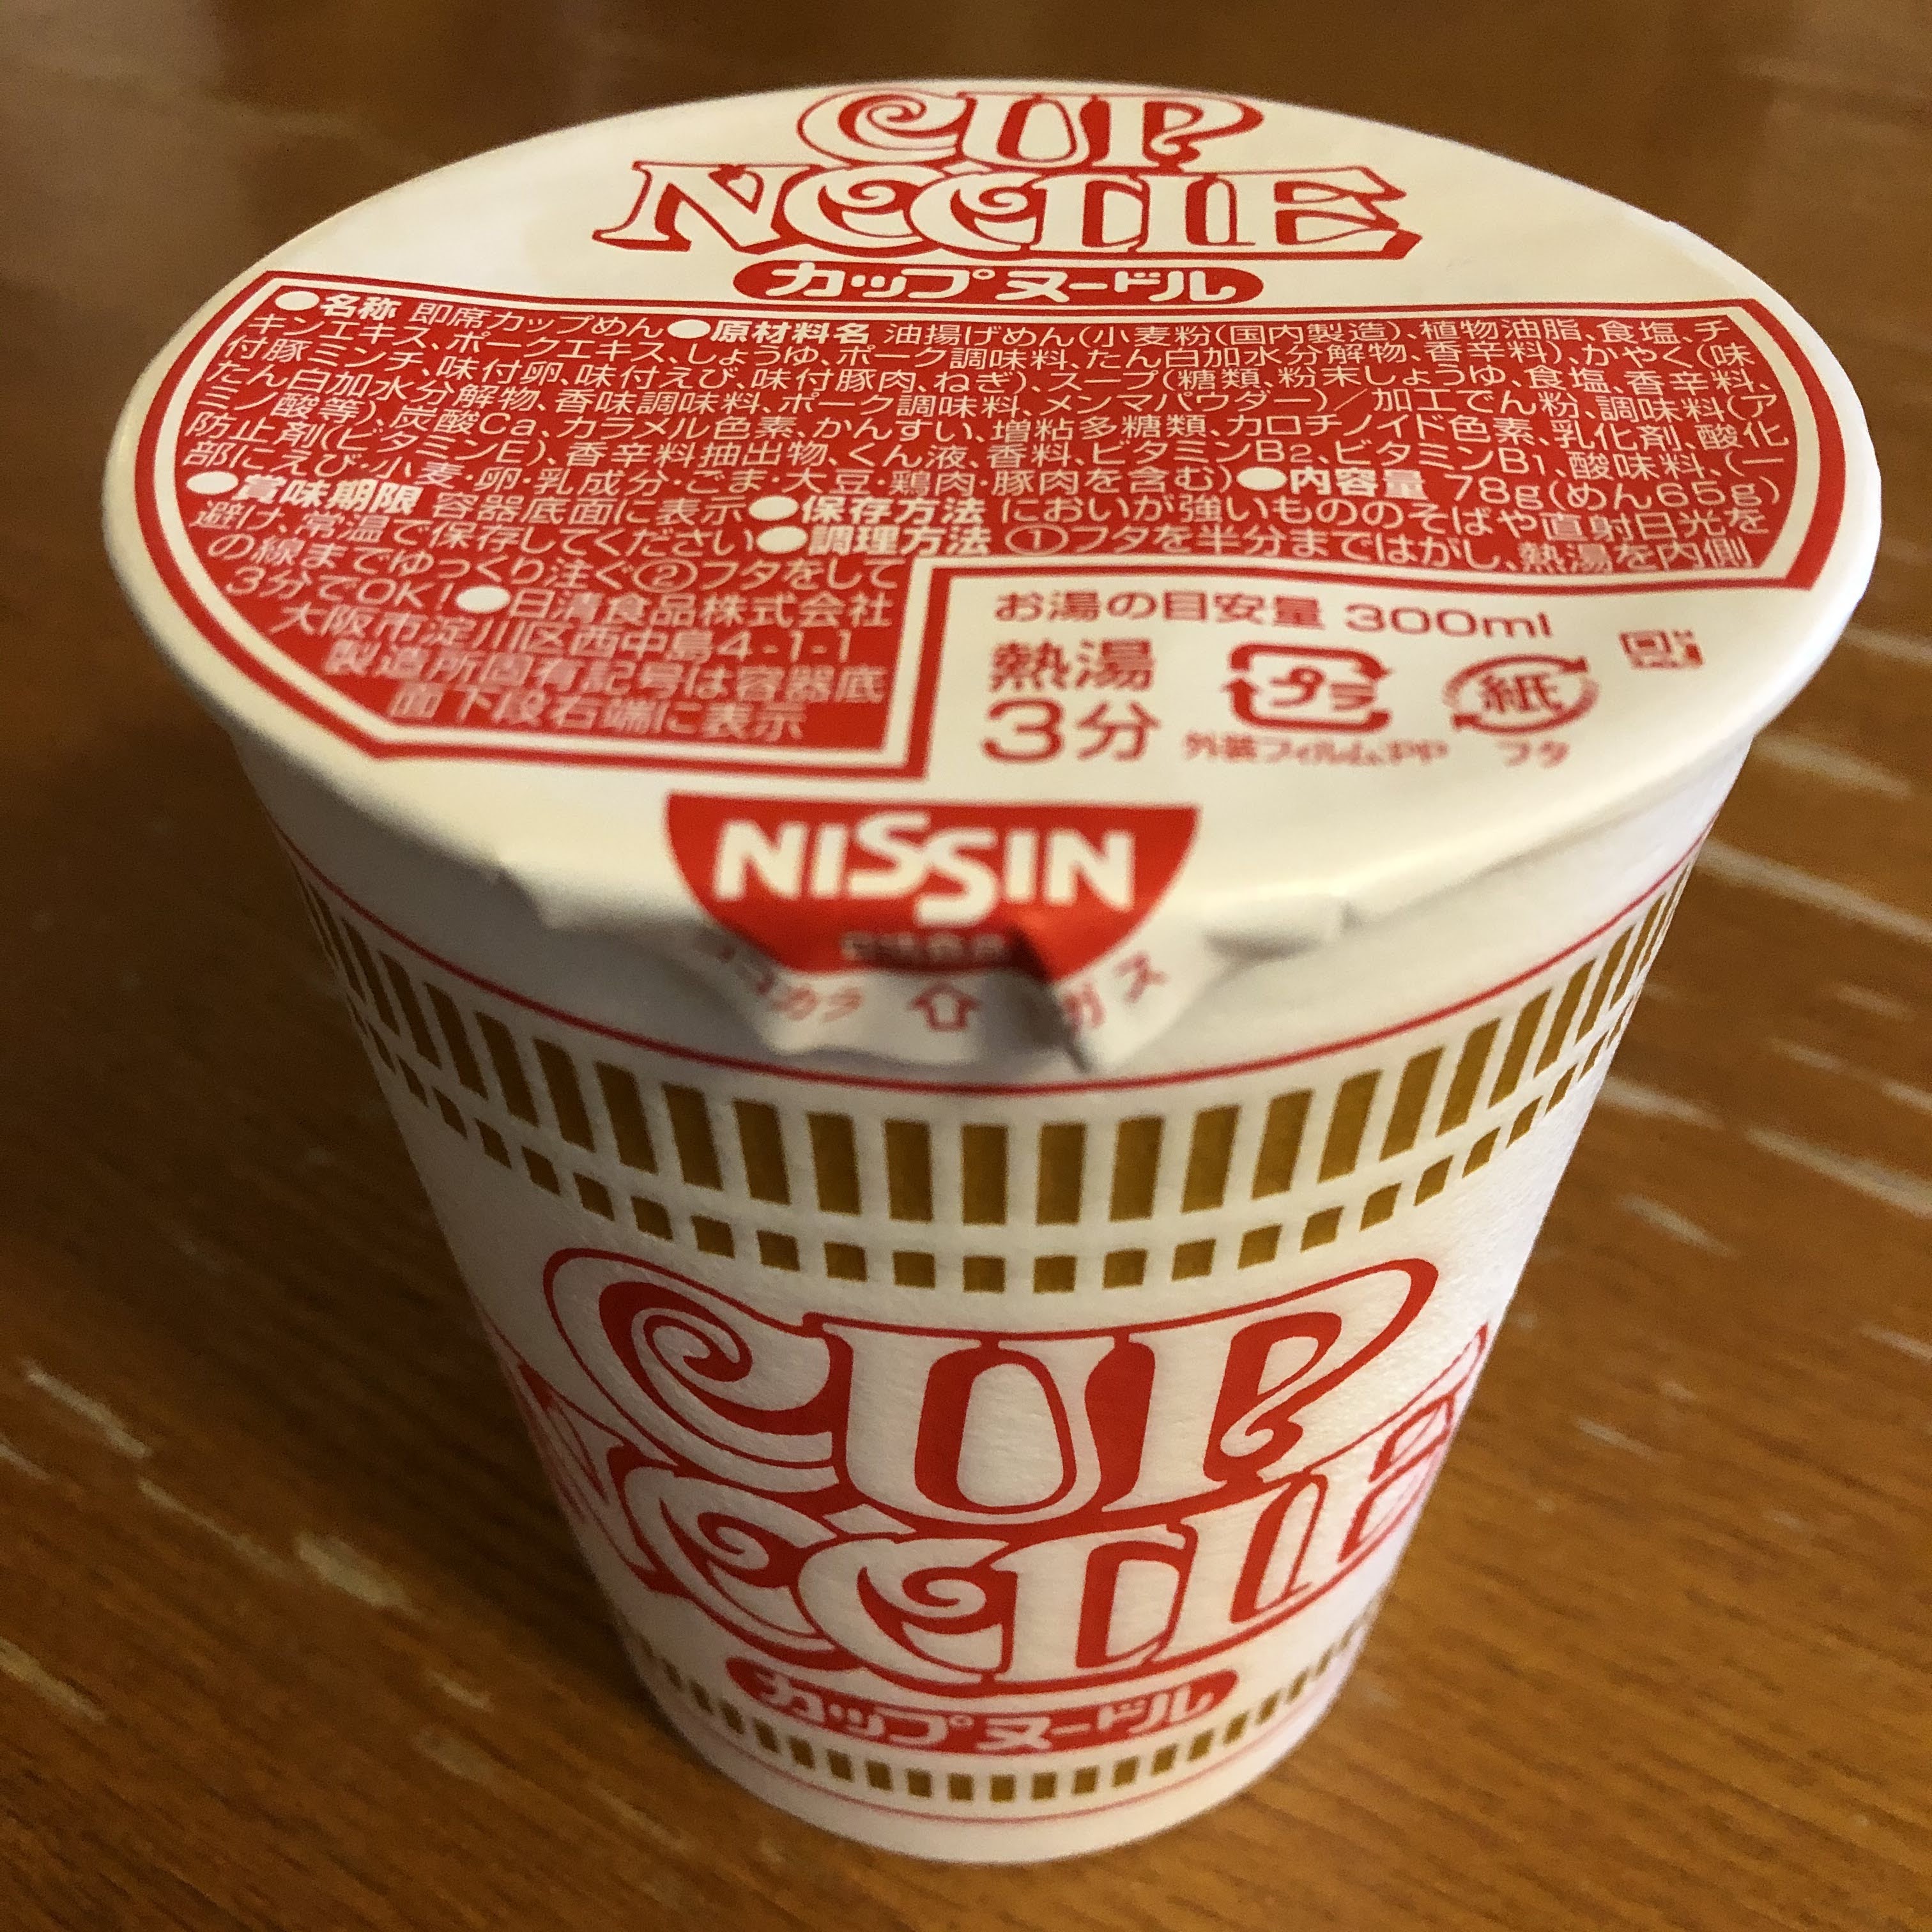 CUP
NOODLE
カップヌードル
●名称 即席カップめん●原材料名 油揚げめん(小麦粉(国内製造)、植物油脂、食塩、チ
キンエキス、ポークエキス、しょうゆ、ポーク調味料、たん白加水分解物、香辛料)、かやく(味
付豚ミンチ、味付卵、味付えび、味付豚肉、ねぎ)、スープ(糖類、粉末しょうゆ、食塩、香辛料、
たん白加水分解物、香味調味料、ポーク調味料、メンマパウダー)／加工でん粉、調味料(ア
ミノ酸等)、炭酸Ca、カラメル色素、かんすい、増粘多糖類、カロチノイド色素、乳化剤、酸化
防止剤(ビタミンE)、香辛料抽出物、くん液、香料、ビタミンB2、ビタミンB1、酸味料、(一
部にえび・小麦・卵・乳成分・ごま・大豆・鶏肉・豚肉を含む)●内容量 78g(めん65g)
●賞味期限 容器底面に表示●保存方法 においが強いもののそばや直射日光を
避け、常温で保存してください●調理方法 ①フタを半分まではがし、熱湯を内側
の線までゆっくり注ぐ②フタをして
3分でOK!●日清食品株式会社
大阪市淀川区西中島4-1-1
製造所固有記号は容器底
面下段右端に表示
お湯の目安量 300ml
熱湯
3分
プラ
外装フィルム:PP
紙
フタ
NISSIN
CUP
NOODLE
カップヌードル